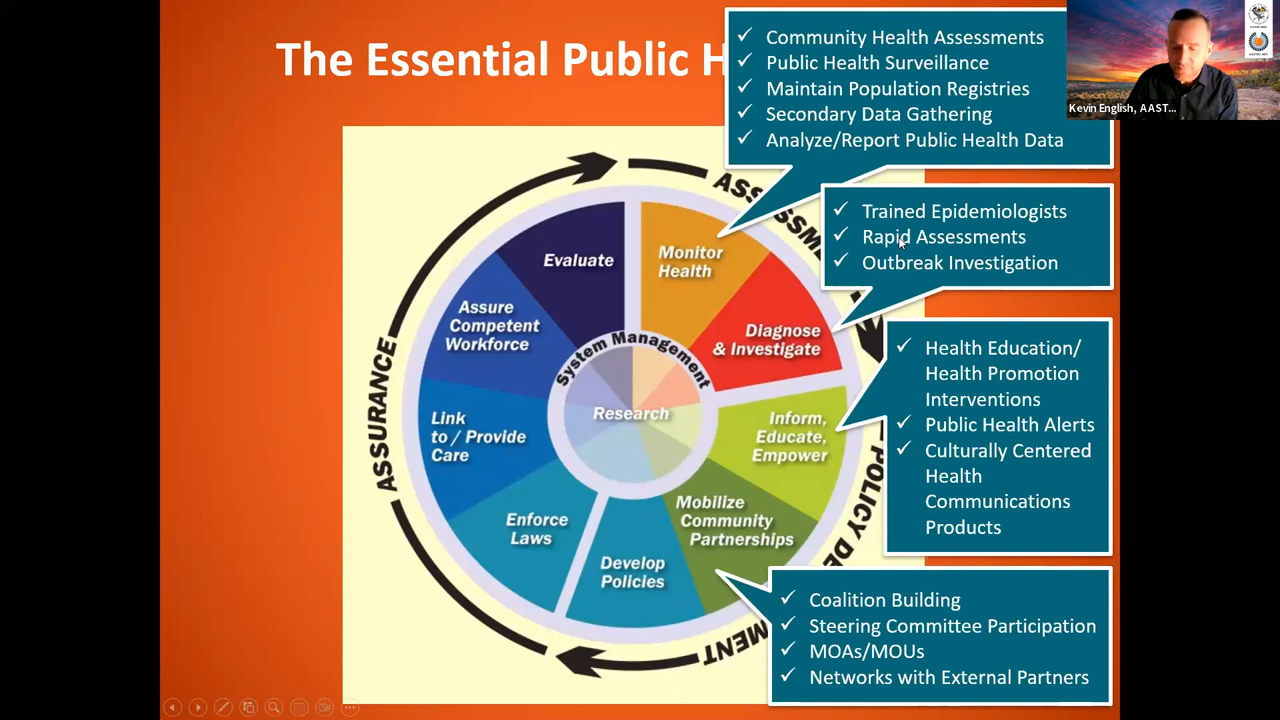 The Essential Public H
Community Health Assessments
Public Health Surveillance
Maintain Population Registries
Secondary Data Gathering
Analyze/Report Public Health Data
Kevin English, AAST...
Trained Epidemiologists
Rapid Assessments
Outbreak Investigation
Health Education/
Health Promotion
Interventions
Public Health Alerts
Culturally Centered
Health
Communications
Products
Coalition Building
Steering Committee Participation
MOAs/MOUs
Networks with External Partners
ASSESSM
POLICY DE
MENT
ASSURANCE
Evaluate
Monitor
Health
Assure
Competent
Workforce
Diagnose
& Investigate
System Management
Research
Link
to / Provide
Care
Inform,
Educate,
Empower
Mobilize
Community
Partnerships
Enforce
Laws
Develop
Policies